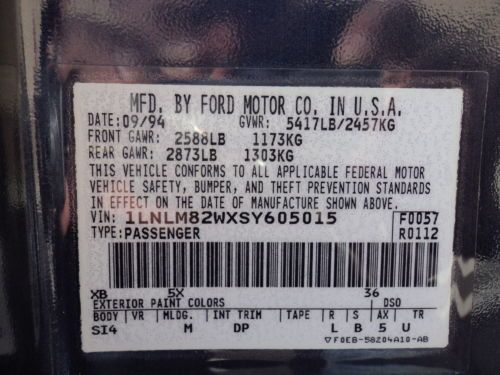 MFD. BY FORD MOTOR CO. IN U.S.A.
DATE: 09/94 GVWR: 5417LB/2457KG
FRONT GAWR: 2588LB 1173KG
REAR GAWR: 2873LB 1303KG
THIS VEHICLE CONFORMS TO ALL APPLICABLE FEDERAL MOTOR
VEHICLE SAFETY, BUMPER, AND THEFT PREVENTION STANDARDS
IN EFFECT ON THE DATE OF MANUFACTURE SHOWN ABOVE.
VIN: 1LNLM82WXSY605015 F0057
TYPE: PASSENGER R0112
XB 5X 36
EXTERIOR PAINT COLORS DSO
BODY VR MLDG. INT TRIM TAPE R S AX TR
SI4 M DP L B 5 U
▽F0EB-58204A10-AB